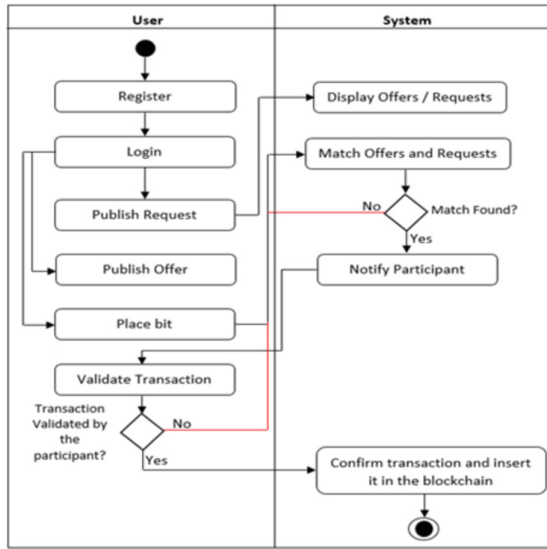 User
System
Register
Display Offers / Requests
Login
Match Offers and Requests
Publish Request
No
Match Found?
Yes
Publish Offer
Notify Participant
Place bit
Validate Transaction
Transaction
Validated by
the
participant?
No
Yes
Confirm transaction and insert
it in the blockchain